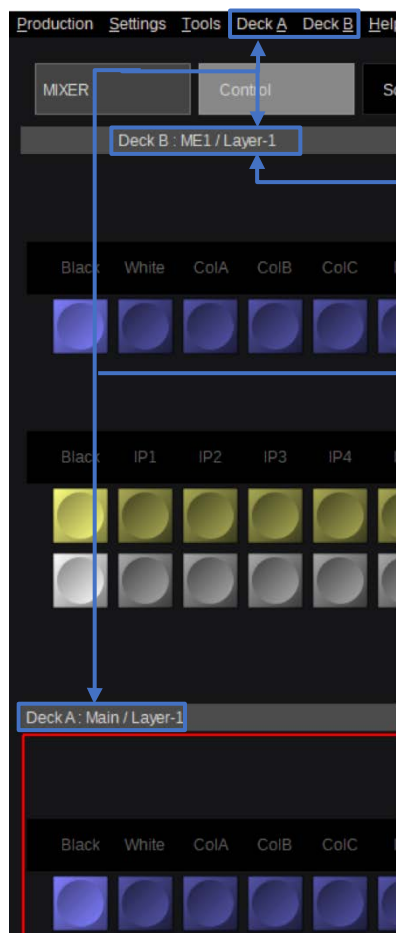 Production Settings Tools Deck A Deck B Help
MIXER Control
Deck B : ME1 / Layer-1
Black White ColA ColB ColC
Black IP1 IP2 IP3 IP4
Deck A : Main / Layer-1
Black White ColA ColB ColC